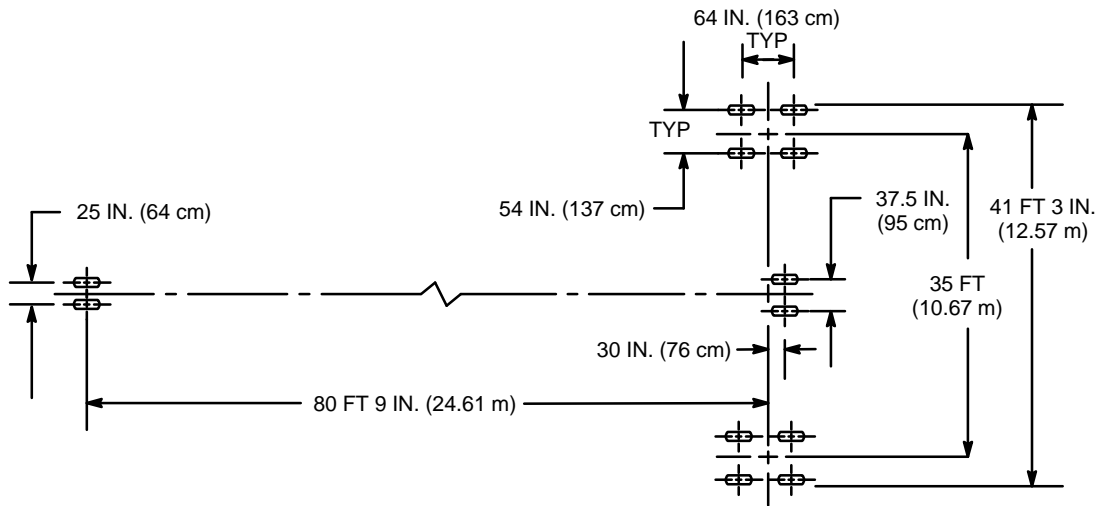 64 IN. (163 cm)
TYP
TYP
54 IN. (137 cm)
25 IN. (64 cm)
37.5 IN.
(95 cm)
41 FT 3 IN.
(12.57 m)
35 FT
(10.67 m)
30 IN. (76 cm)
80 FT 9 IN. (24.61 m)